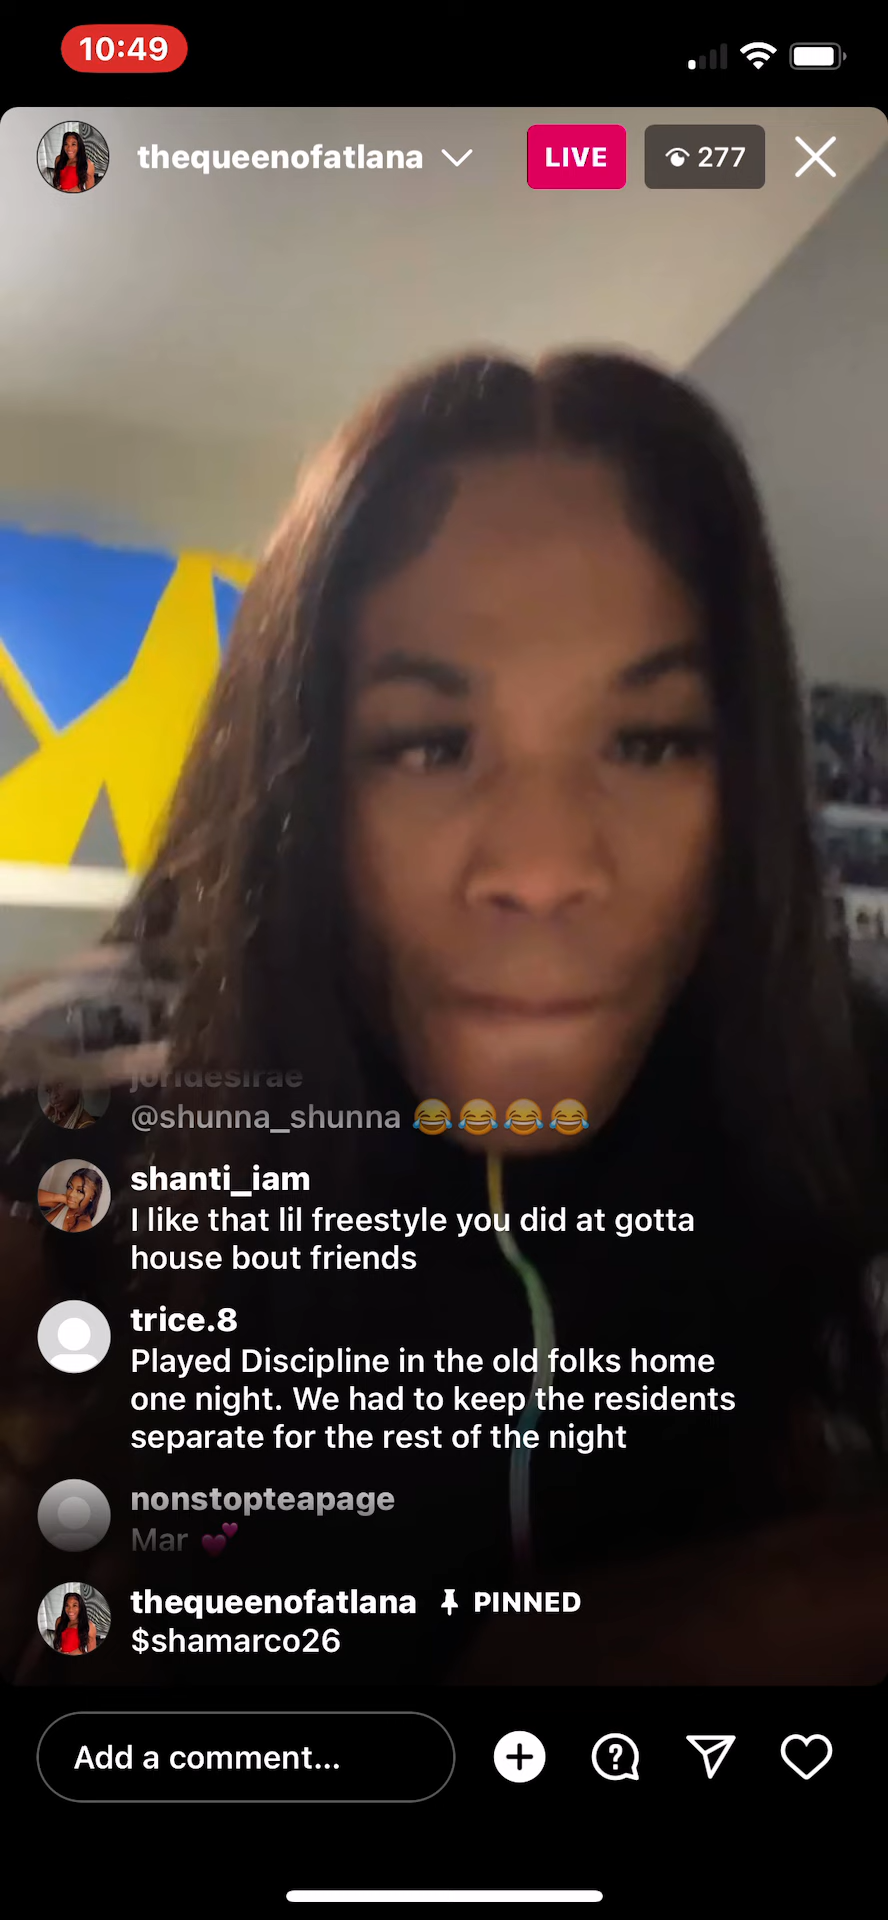 10:49
thequeenofatlana
LIVE
277
joridesirae
@shunna_shunna 😂😂😂😂
shanti_iam
I like that lil freestyle you did at gotta
house bout friends
trice.8
Played Discipline in the old folks home
one night. We had to keep the residents
separate for the rest of the night
nonstopteapage
Mar 💕
thequeenofatlana PINNED
$shamarco26
Add a comment...